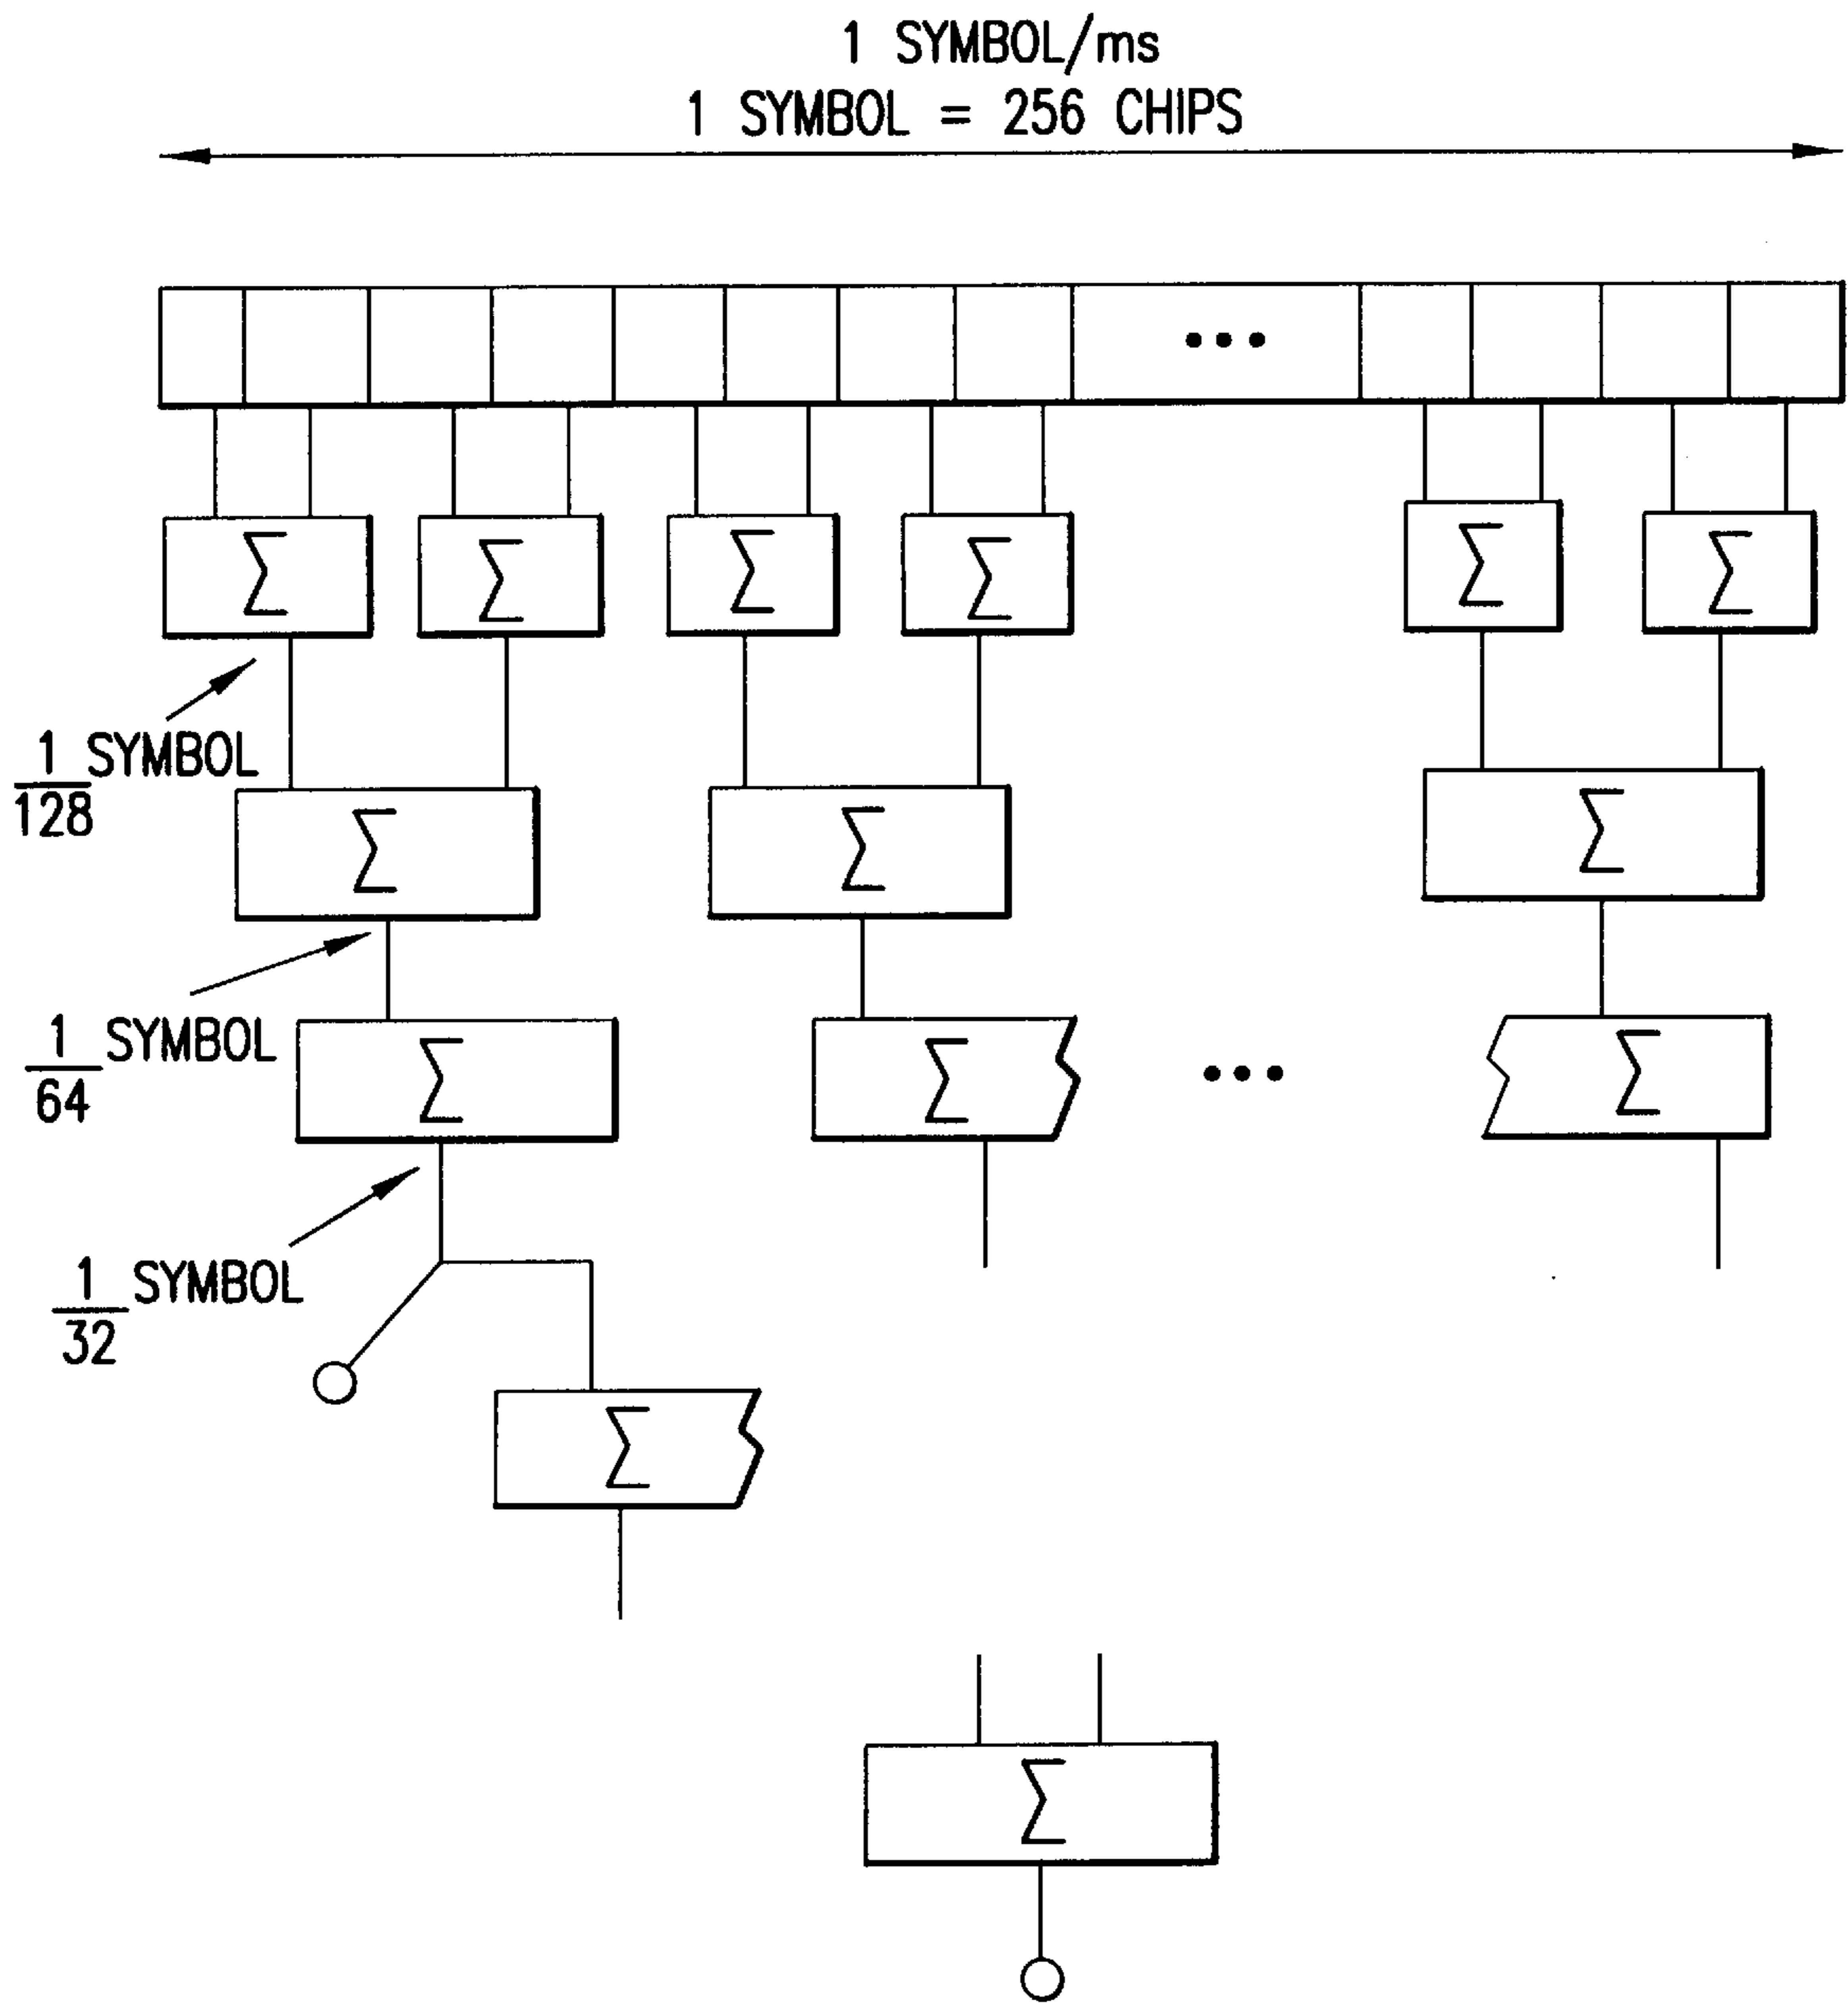 1 SYMBOL/ms
1 SYMBOL = 256 CHIPS
•••
Σ Σ Σ Σ Σ Σ
1/128 SYMBOL
Σ Σ Σ
1/64 SYMBOL
Σ Σ ••• Σ
1/32 SYMBOL
Σ
Σ